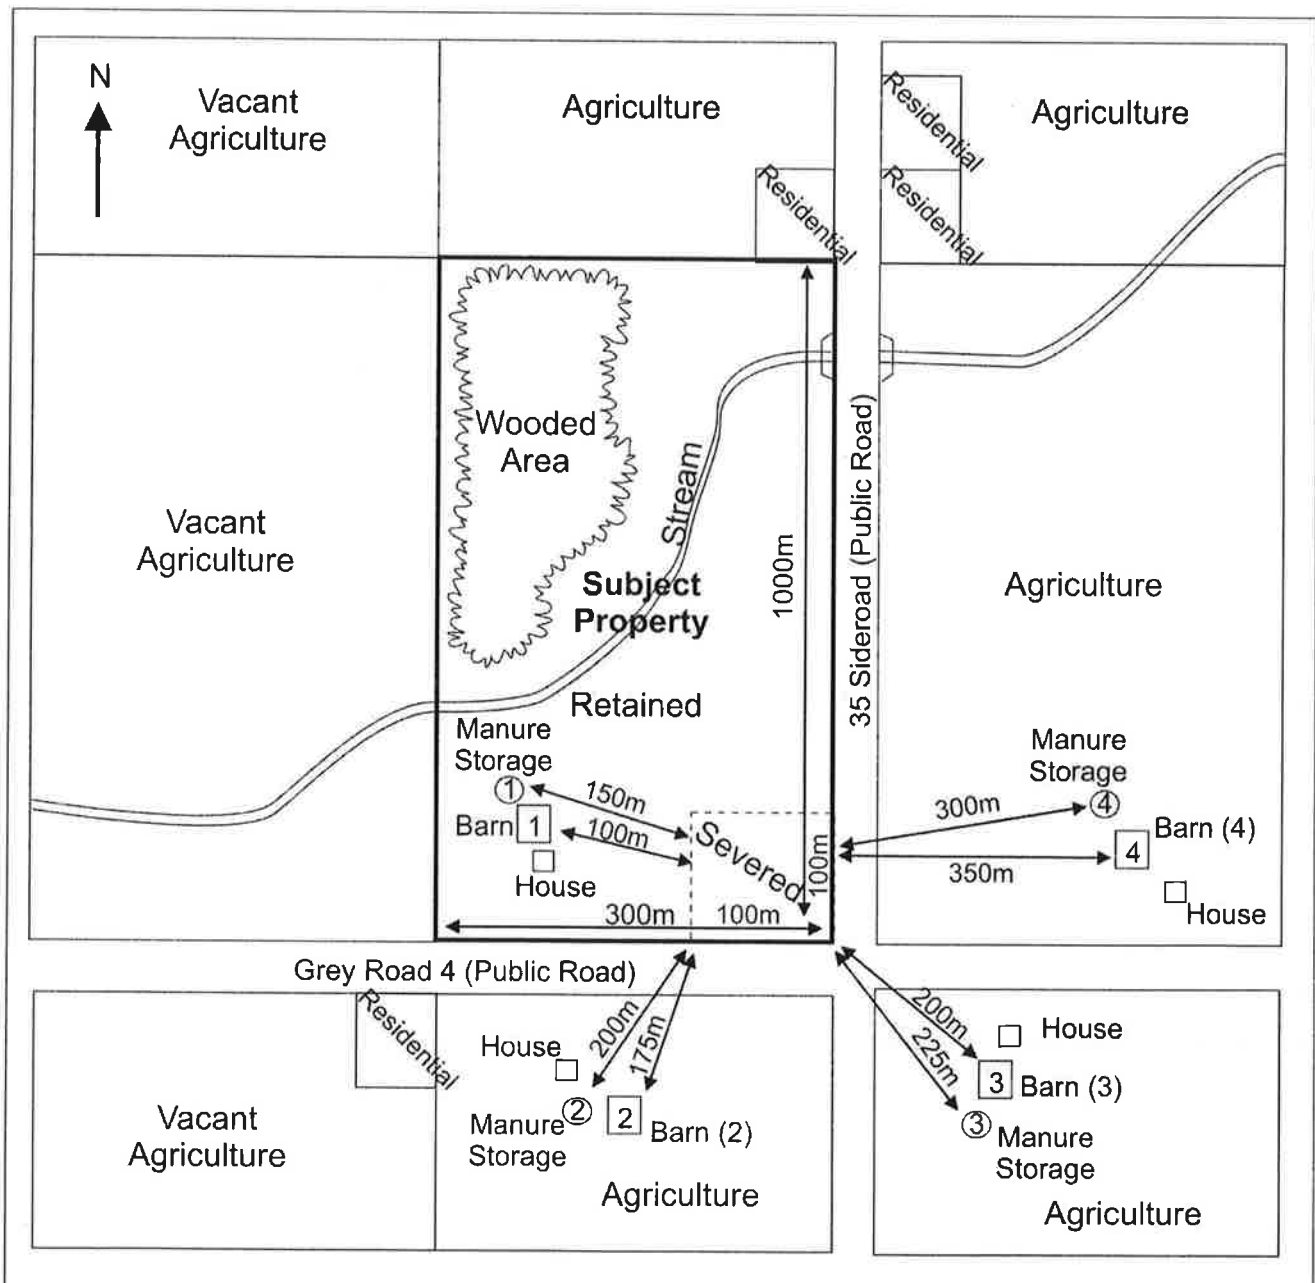 N
Vacant
Agriculture
Agriculture
Residential
Agriculture
Residential
Residential
Wooded
Area
Stream
Vacant
Agriculture
Subject
Property
1000m
35 Sideroad (Public Road)
Agriculture
Retained
Manure
Storage
1
150m
Barn
1
100m
House
Severed
100m
300m
100m
Manure
Storage
4
300m
Barn (4)
4
350m
House
Grey Road 4 (Public Road)
Residential
Vacant
Agriculture
House
200m
175m
Manure
Storage
2
2
Barn (2)
Agriculture
200m
225m
House
3
Barn (3)
3
Manure
Storage
Agriculture